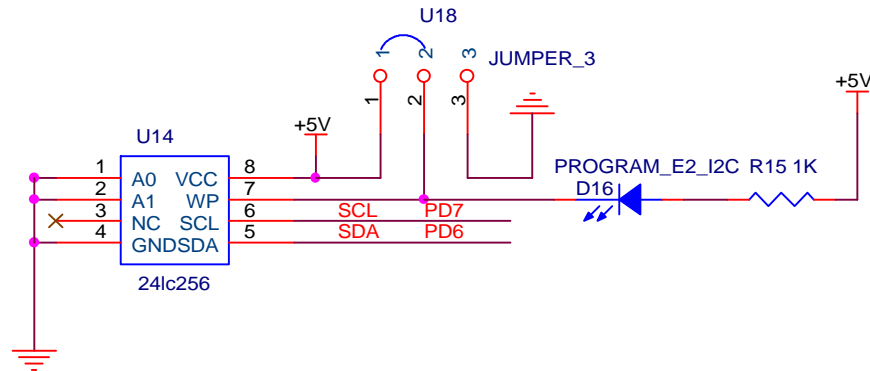 U18
1 2 3
JUMPER_3
1 2 3
+5V
+5V
U14
PROGRAM_E2_I2C R15 1K
D16
1 A0 VCC 8
2 A1 WP 7
3 NC SCL 6 SCL PD7
4 GNDSDA 5 SDA PD6
24lc256